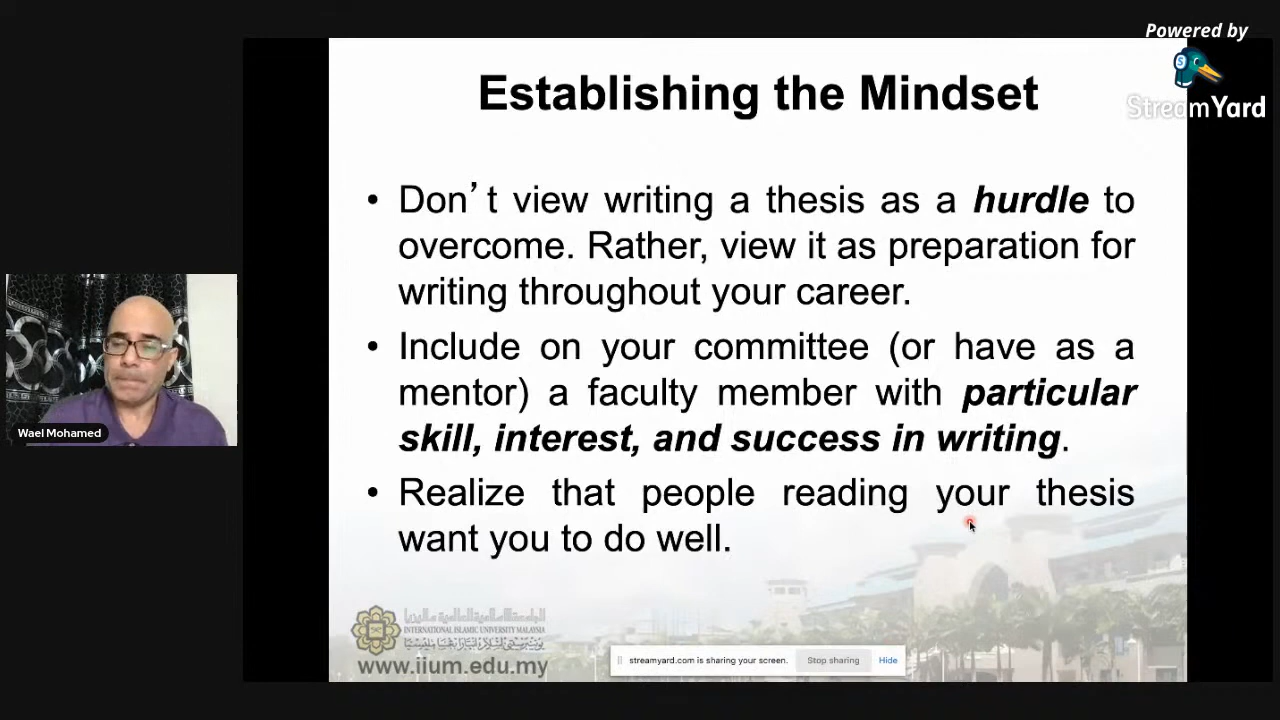 Powered by
StreamYard
Establishing the Mindset
• Don’t view writing a thesis as a hurdle to
overcome. Rather, view it as preparation for
writing throughout your career.
• Include on your committee (or have as a
mentor) a faculty member with particular
skill, interest, and success in writing.
• Realize that people reading your thesis
want you to do well.
Wael Mohamed
INTERNATIONAL ISLAMIC UNIVERSITY MALAYSIA
www.iium.edu.my
streamyard.com is sharing your screen.
Stop sharing
Hide